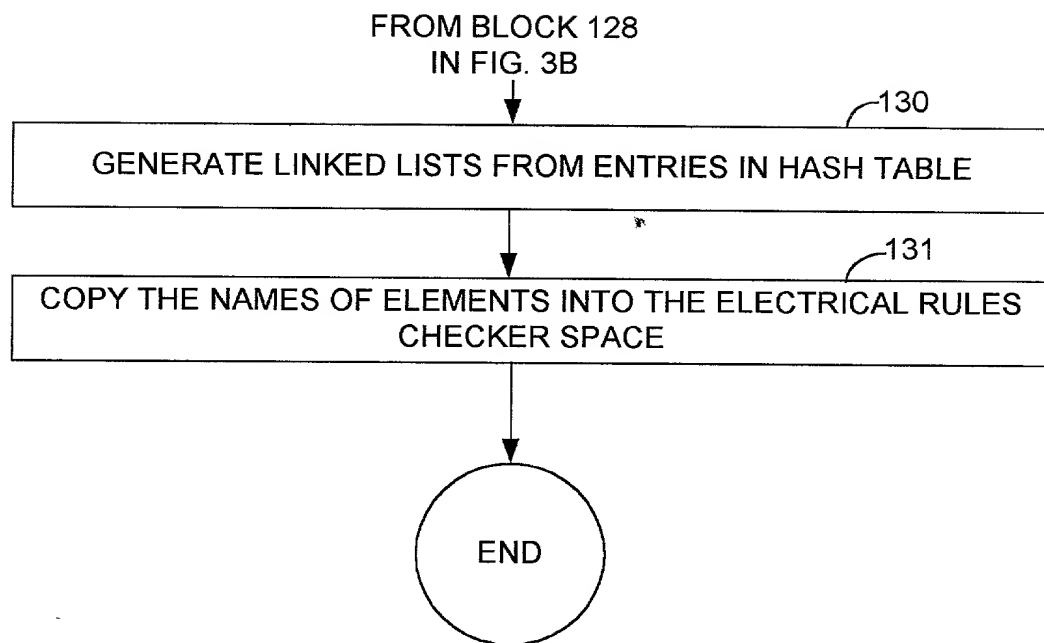 FROM BLOCK 128
IN FIG. 3B
130
GENERATE LINKED LISTS FROM ENTRIES IN HASH TABLE
131
COPY THE NAMES OF ELEMENTS INTO THE ELECTRICAL RULES
CHECKER SPACE
END